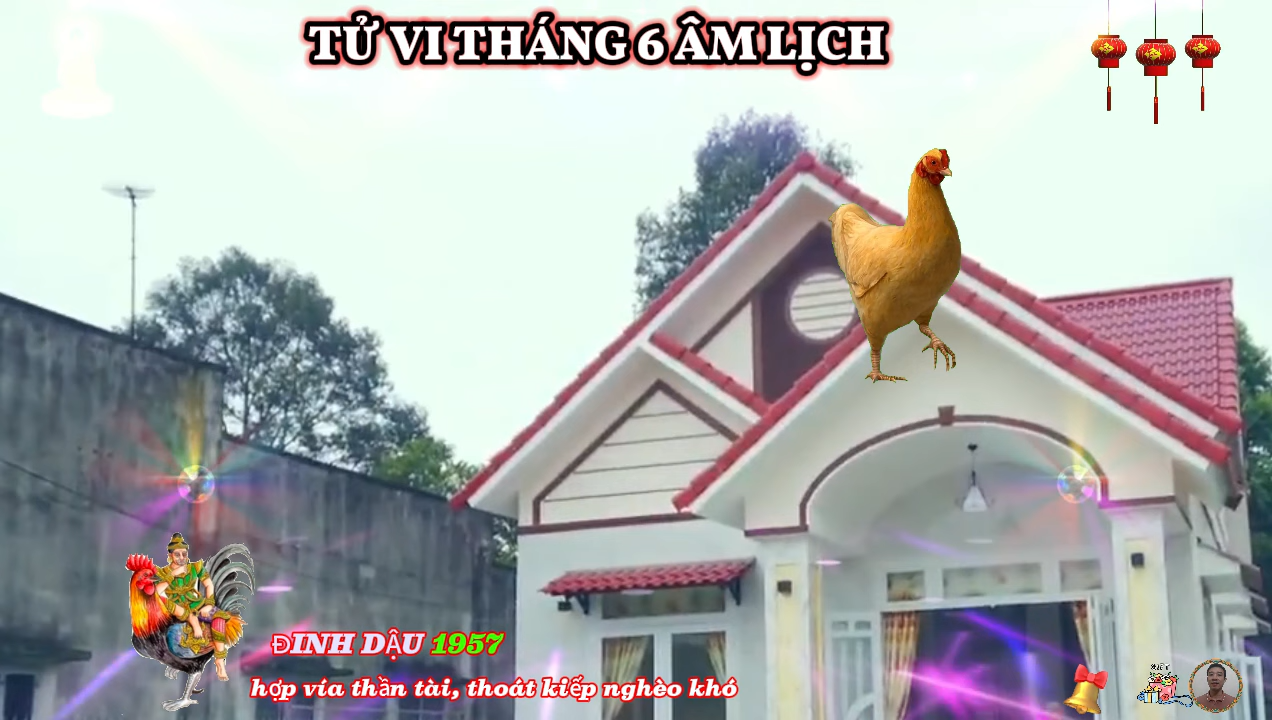 TỬ VI THÁNG 6 ÂM LỊCH
ĐINH DẬU 1957
hợp vía thần tài, thoát kiếp nghèo khó